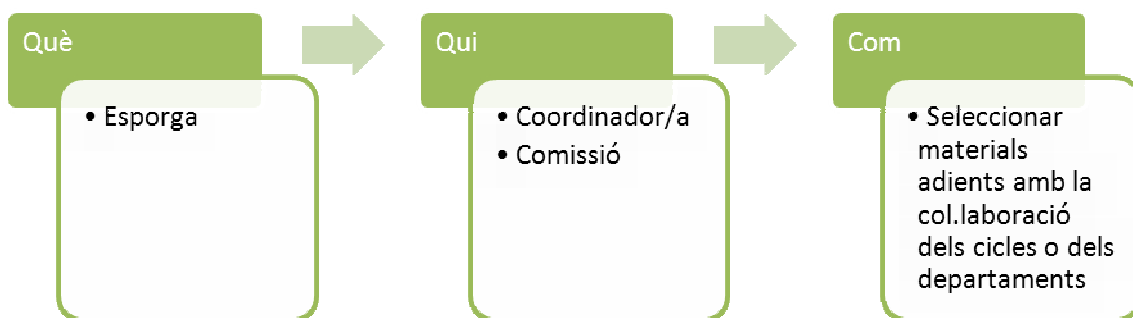 Què
• Esporga
Qui
• Coordinador/a
• Comissió
Com
• Seleccionar
materials
adients amb la
col.laboració
dels cicles o dels
departaments